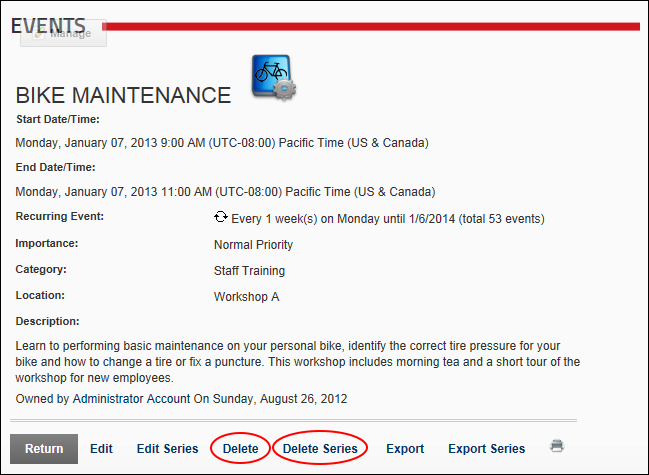 EVENTS
Manage
BIKE MAINTENANCE
Start Date/Time:
Monday, January 07, 2013 9:00 AM (UTC-08:00) Pacific Time (US & Canada)
End Date/Time:
Monday, January 07, 2013 11:00 AM (UTC-08:00) Pacific Time (US & Canada)
Recurring Event: Every 1 week(s) on Monday until 1/6/2014 (total 53 events)
Importance: Normal Priority
Category: Staff Training
Location: Workshop A
Description:
Learn to performing basic maintenance on your personal bike, identify the correct tire pressure for your
bike and how to change a tire or fix a puncture. This workshop includes morning tea and a short tour of the
workshop for new employees.
Owned by Administrator Account On Sunday, August 26, 2012
Return Edit Edit Series Delete Delete Series Export Export Series